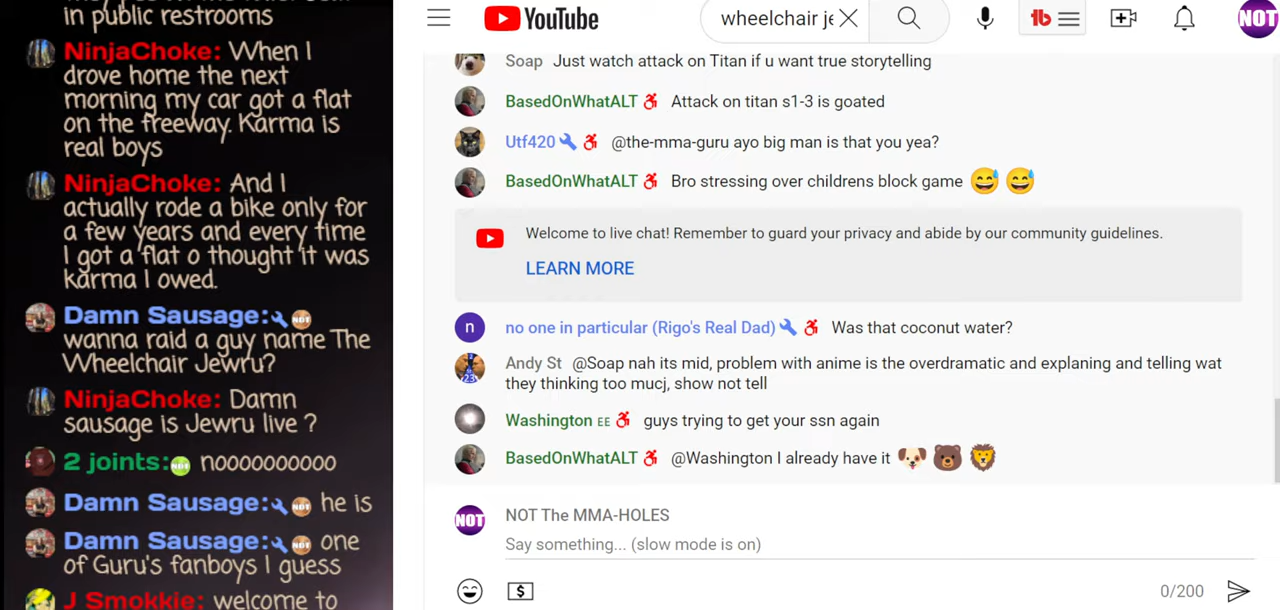 in public restrooms
NinjaChoke: When I
drove home the next
morning my car got a flat
on the freeway. Karma is
real boys
NinjaChoke: And I
actually rode a bike only for
a few years and every time
I got a flat o thought it was
karma I owed.
Damn Sausage:
wanna raid a guy name The
Wheelchair Jewru?
NinjaChoke: Damn
sausage is Jewru live ?
2 joints: nooooooooo
Damn Sausage: he is
Damn Sausage: one
of Guru's fanboys I guess
J Smokkie: welcome to
YouTube
wheelchair je
tb
NOT
Soap Just watch attack on Titan if u want true storytelling
BasedOnWhatALT Attack on titan s1-3 is goated
Utf420 @the-mma-guru ayo big man is that you yea?
BasedOnWhatALT Bro stressing over childrens block game 😅 😅
Welcome to live chat! Remember to guard your privacy and abide by our community guidelines.
LEARN MORE
n
no one in particular (Rigo's Real Dad) Was that coconut water?
Andy St @Soap nah its mid, problem with anime is the overdramatic and explaning and telling wat
they thinking too mucj, show not tell
Washington EE guys trying to get your ssn again
BasedOnWhatALT @Washington I already have it 🐶 🐻 🦁
NOT
NOT The MMA-HOLES
Say something... (slow mode is on)
0/200